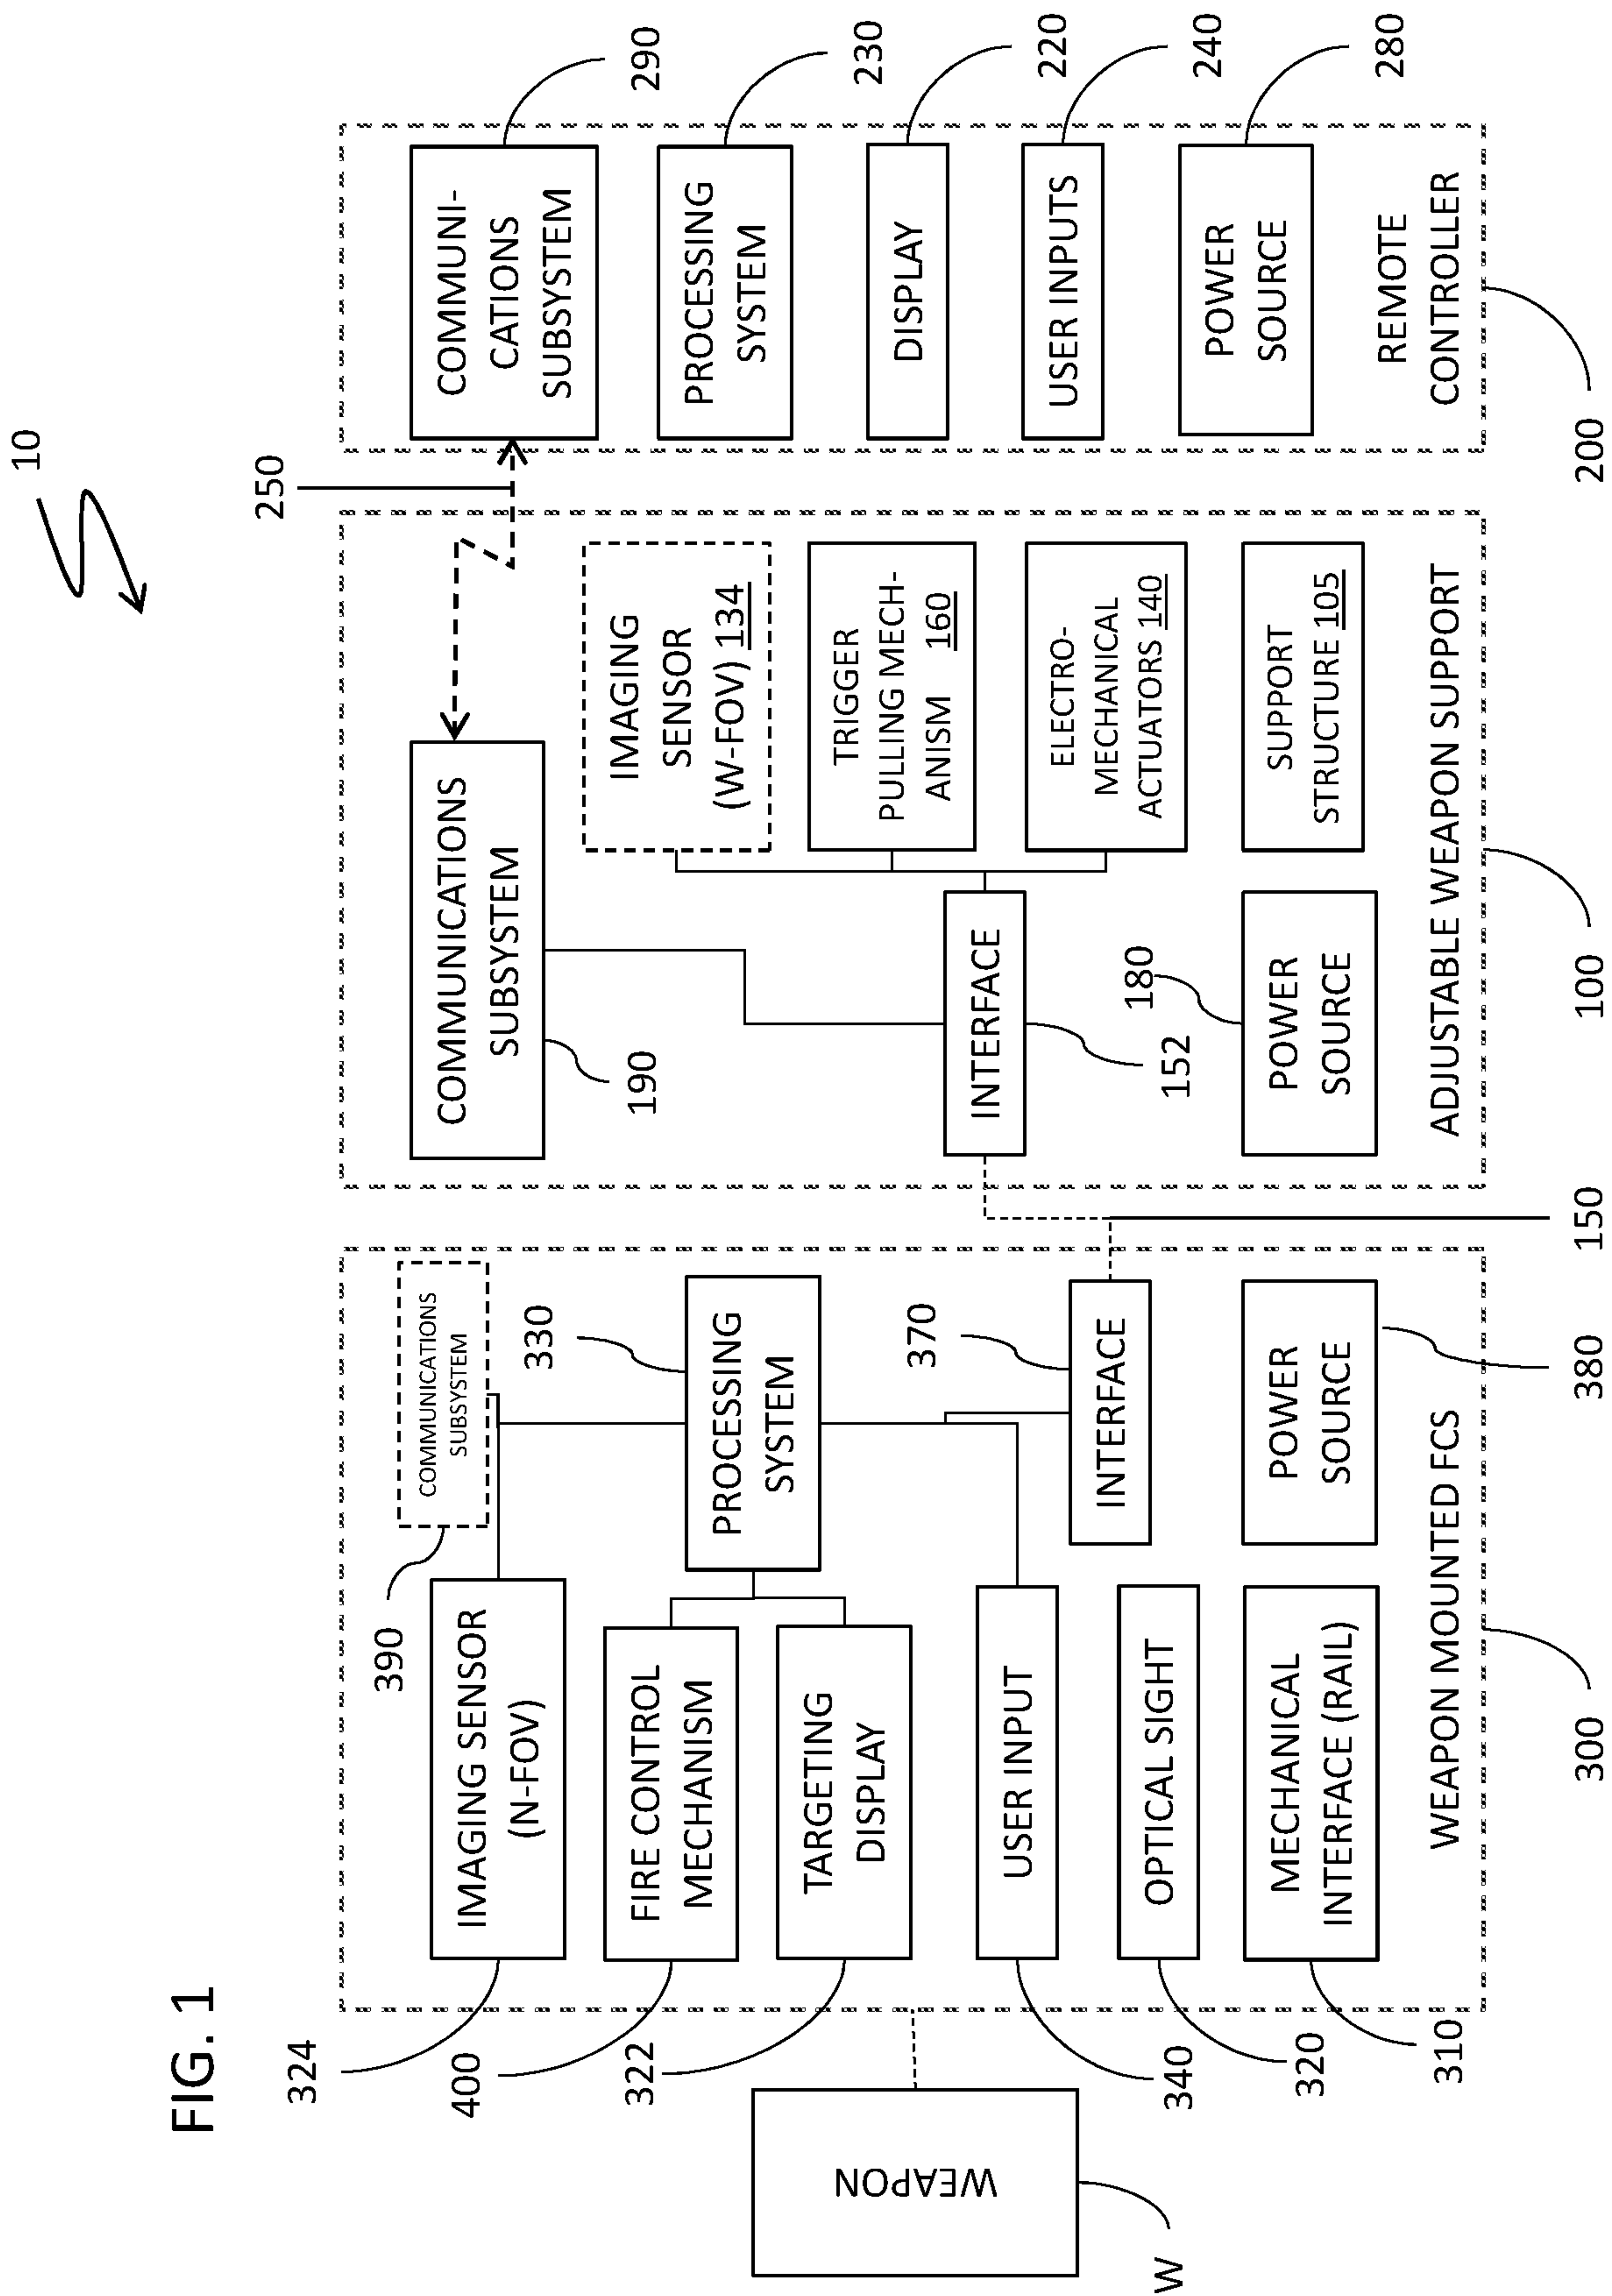 FIG. 1
10
WEAPON
W
324
400
322
340
320
310
IMAGING SENSOR
(N-FOV)
FIRE CONTROL
MECHANISM
TARGETING
DISPLAY
USER INPUT
OPTICAL SIGHT
MECHANICAL
INTERFACE (RAIL)
390
COMMUNICATIONS
SUBSYSTEM
330
PROCESSING
SYSTEM
370
INTERFACE
POWER
SOURCE
380
WEAPON MOUNTED FCS
300
150
COMMUNICATIONS
SUBSYSTEM
190
INTERFACE
152
180
POWER
SOURCE
IMAGING
SENSOR
(W-FOV) 134
TRIGGER
PULLING MECH-
ANISM 160
ELECTRO-
MECHANICAL
ACTUATORS 140
SUPPORT
STRUCTURE 105
ADJUSTABLE WEAPON SUPPORT
100
250
COMMUNI-
CATIONS
SUBSYSTEM
290
PROCESSING
SYSTEM
230
DISPLAY
220
USER INPUTS
240
POWER
SOURCE
280
REMOTE
CONTROLLER
200